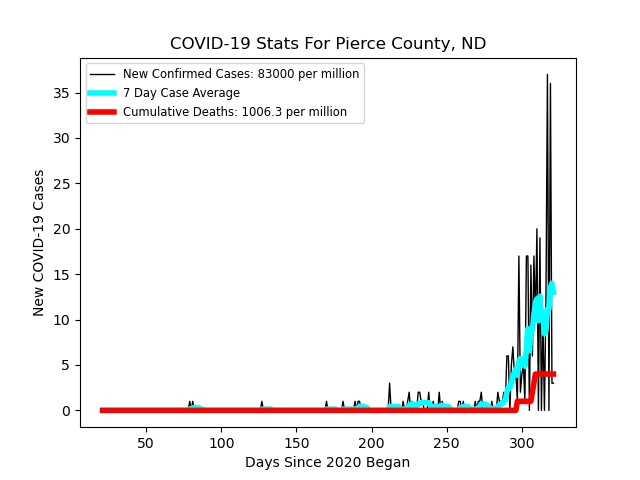 COVID-19 Stats For Pierce County, ND
New Confirmed Cases: 83000 per million
7 Day Case Average
Cumulative Deaths: 1006.3 per million
New COVID-19 Cases
35
30
25
20
15
10
5
0
50 100 150 200 250 300
Days Since 2020 Began